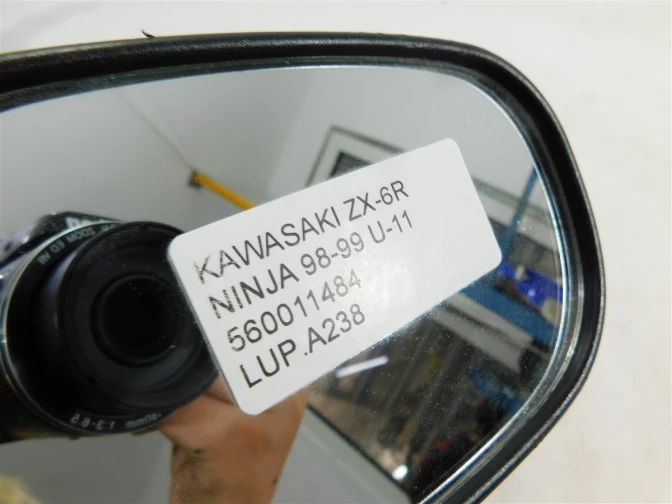 KAWASAKI ZX-6R
NINJA 98-99 U-11
560011484
LUP.A238